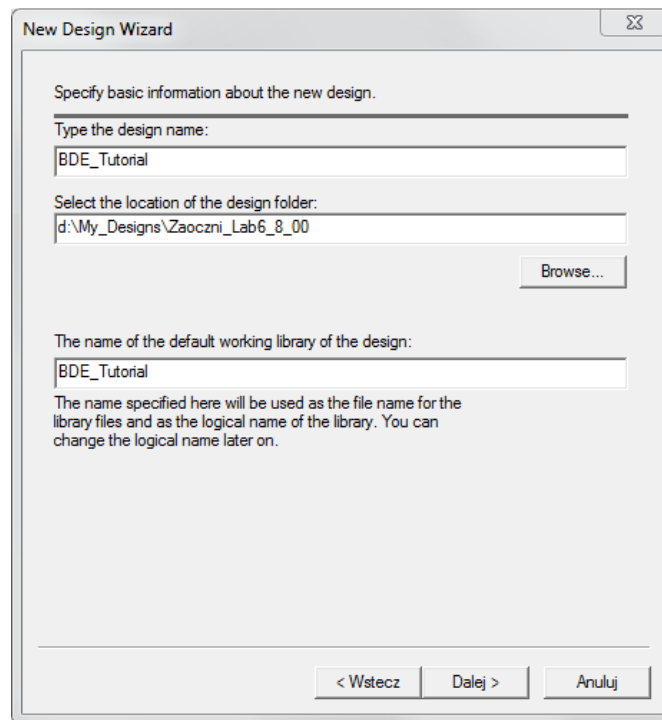 New Design Wizard
Specify basic information about the new design.
Type the design name:
BDE_Tutorial
Select the location of the design folder:
d:\My_Designs\Zaoczni_Lab6_8_00
Browse...
The name of the default working library of the design:
BDE_Tutorial
The name specified here will be used as the file name for the
library files and as the logical name of the library. You can
change the logical name later on.
< Wstecz
Dalej >
Anuluj